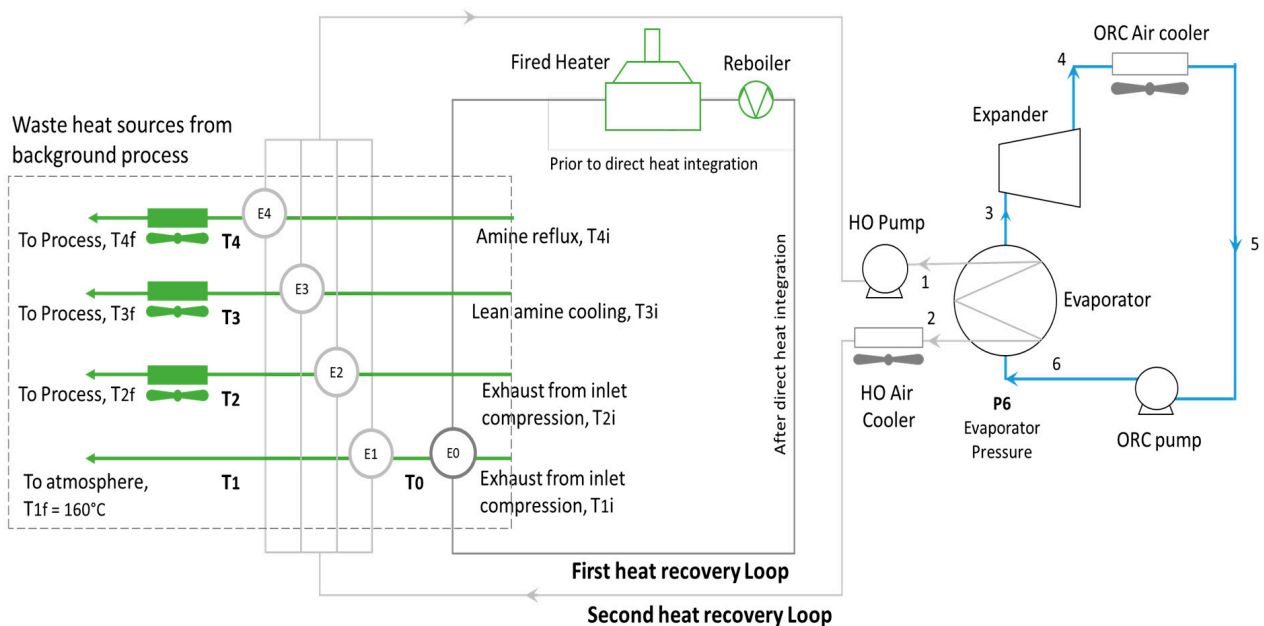 ORC Air cooler
4
Fired Heater
Reboiler
Expander
Waste heat sources from
background process
Prior to direct heat integration
E4
3
To Process, T4f
T4
Amine reflux, T4i
HO Pump
5
E3
1
Evaporator
To Process, T3f
T3
Lean amine cooling, T3i
2
After direct heat integration
E2
6
To Process, T2f
T2
Exhaust from inlet
compression, T2i
HO Air
Cooler
P6
Evaporator
Pressure
ORC pump
E1
E0
To atmosphere,
T1f = 160°C
T1
T0
Exhaust from inlet
compression, T1i
First heat recovery Loop
Second heat recovery Loop